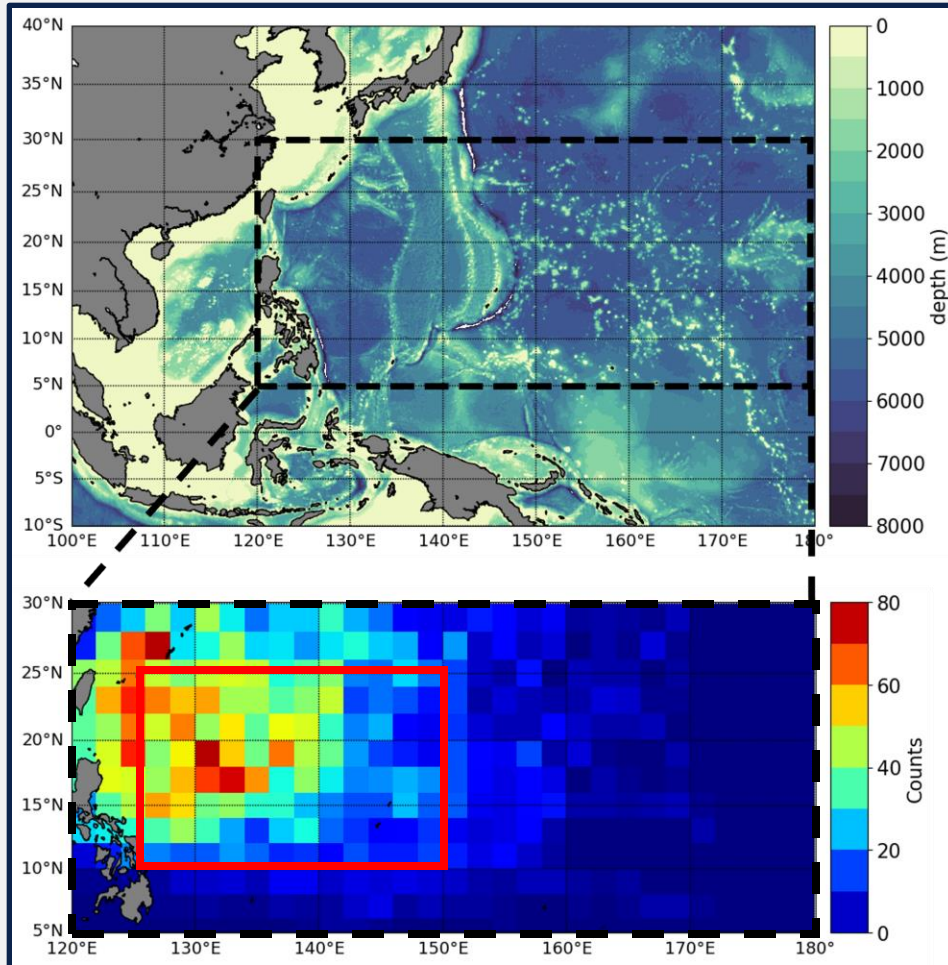 40°N
35°N
30°N
25°N
20°N
15°N
10°N
5°N
0°
5°S
10°S
100°E 110°E 120°E 130°E 140°E 150°E 160°E 170°E 180°
0
1000
2000
3000
4000
5000
6000
7000
8000
depth (m)
30°N
25°N
20°N
15°N
10°N
5°N
120°E 130°E 140°E 150°E 160°E 170°E 180°
80
60
40
20
0
Counts